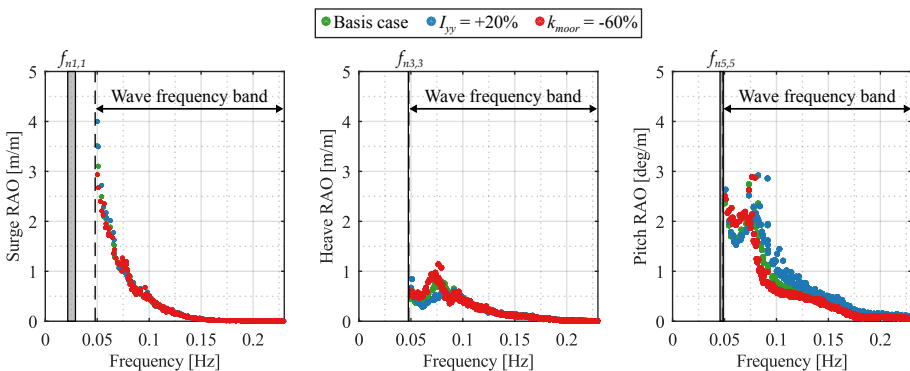 Basis case I_yy = +20% k_moor = -60%
f_n1,1
Wave frequency band
Surge RAO [m/m]
5
4
3
2
1
0
0 0.05 0.1 0.15 0.2
Frequency [Hz]
f_n3,3
Wave frequency band
Heave RAO [m/m]
5
4
3
2
1
0
0 0.05 0.1 0.15 0.2
Frequency [Hz]
f_n5,5
Wave frequency band
Pitch RAO [deg/m]
5
4
3
2
1
0
0 0.05 0.1 0.15 0.2
Frequency [Hz]